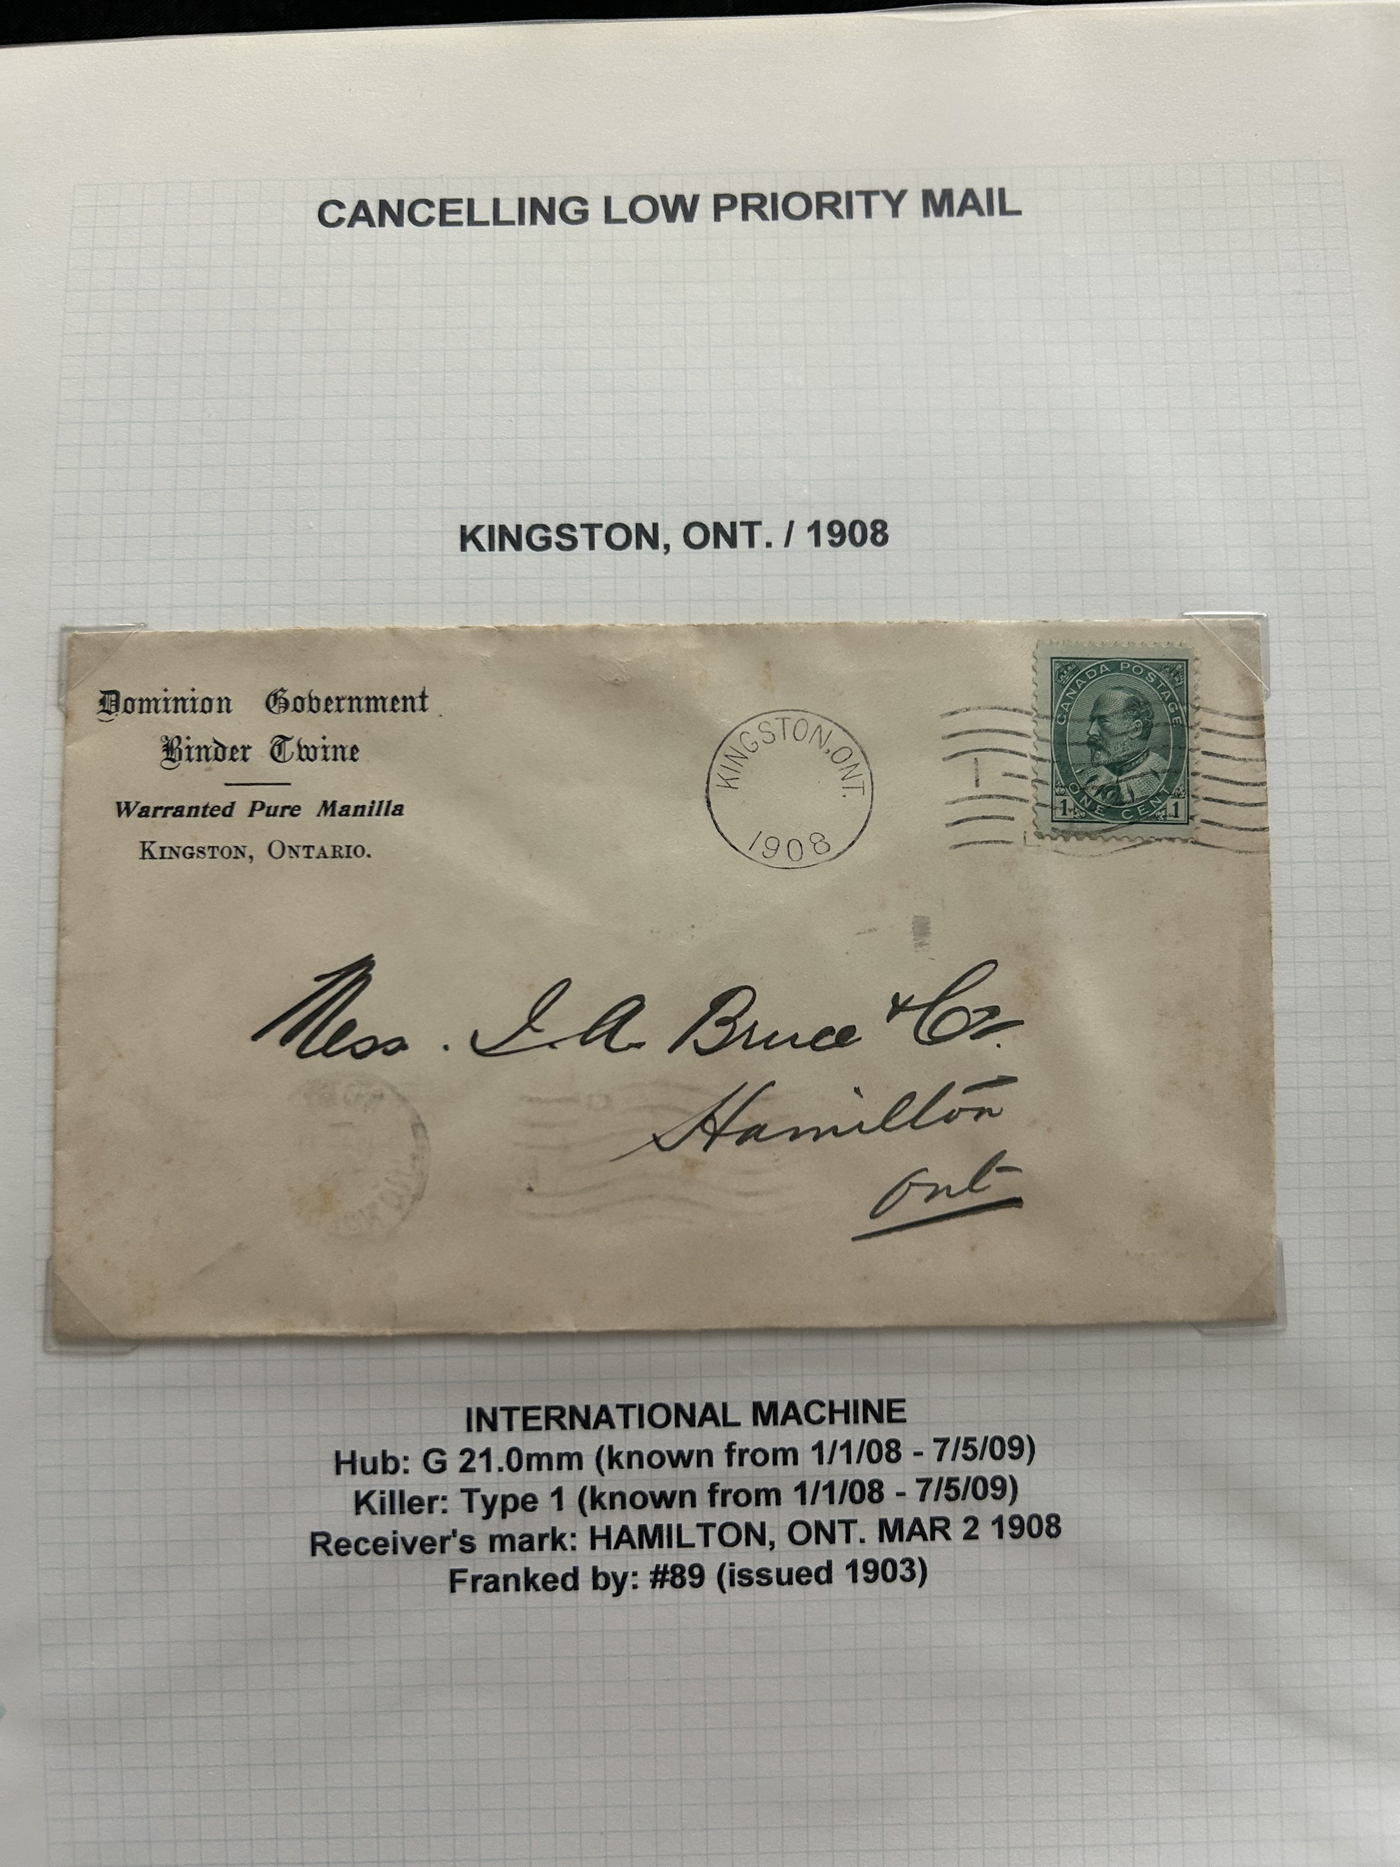 CANCELLING LOW PRIORITY MAIL
KINGSTON, ONT. / 1908
Dominion Government
Binder Twine
Warranted Pure Manilla
KINGSTON, ONTARIO.
KINGSTON, ONT.
1908
1
CANADA POSTAGE
1 ONE CENT 1
Mess. J. A. Bruce & Co.
Hamilton
Ont
INTERNATIONAL MACHINE
Hub: G 21.0mm (known from 1/1/08 - 7/5/09)
Killer: Type 1 (known from 1/1/08 - 7/5/09)
Receiver's mark: HAMILTON, ONT. MAR 2 1908
Franked by: #89 (issued 1903)